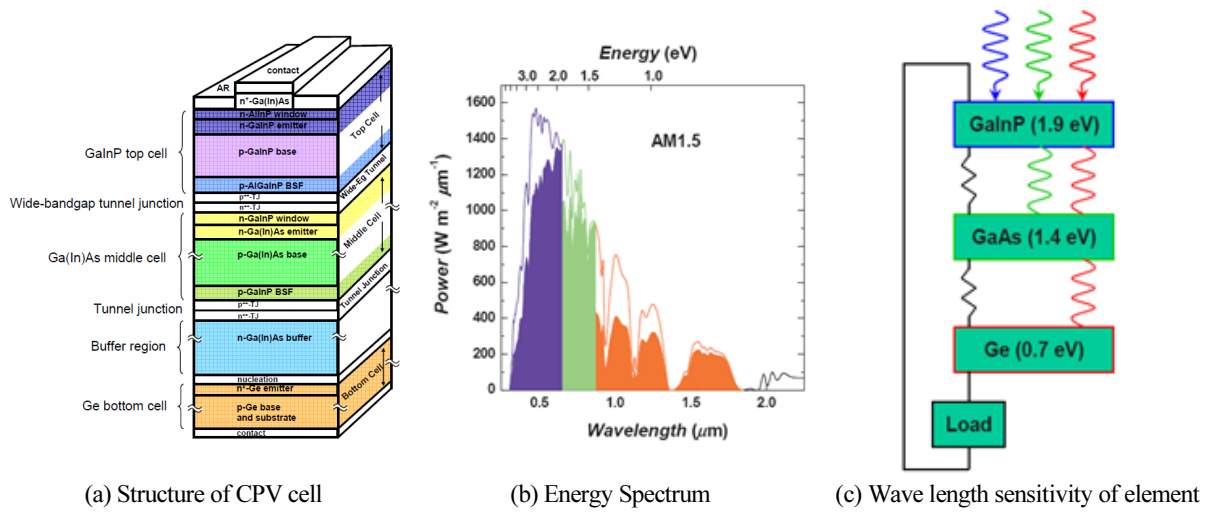 contact
AR
n⁺-Ga(In)As
n-AlInP window
n-GaInP emitter
p-GaInP base
p-AlGaInP BSF
p⁺⁺-TJ
n⁺⁺-TJ
n-GaInP window
n-Ga(In)As emitter
p-Ga(In)As base
p-GaInP BSF
p⁺⁺-TJ
n⁺⁺-TJ
n-Ga(In)As buffer
nucleation
n⁺-Ge emitter
p-Ge base
and substrate
contact
GaInP top cell
Wide-bandgap tunnel junction
Ga(In)As middle cell
Tunnel junction
Buffer region
Ge bottom cell
Top Cell
Wide-Eg Tunnel
Middle Cell
Tunnel Junction
Bottom Cell
(a) Structure of CPV cell
Energy (eV)
3.0 2.0 1.5 1.0
AM1.5
Power (W m⁻² μm⁻¹)
1600
1400
1200
1000
800
600
400
200
0
0.5 1.0 1.5 2.0
Wavelength (μm)
(b) Energy Spectrum
GaInP (1.9 eV)
GaAs (1.4 eV)
Ge (0.7 eV)
Load
(c) Wave length sensitivity of element